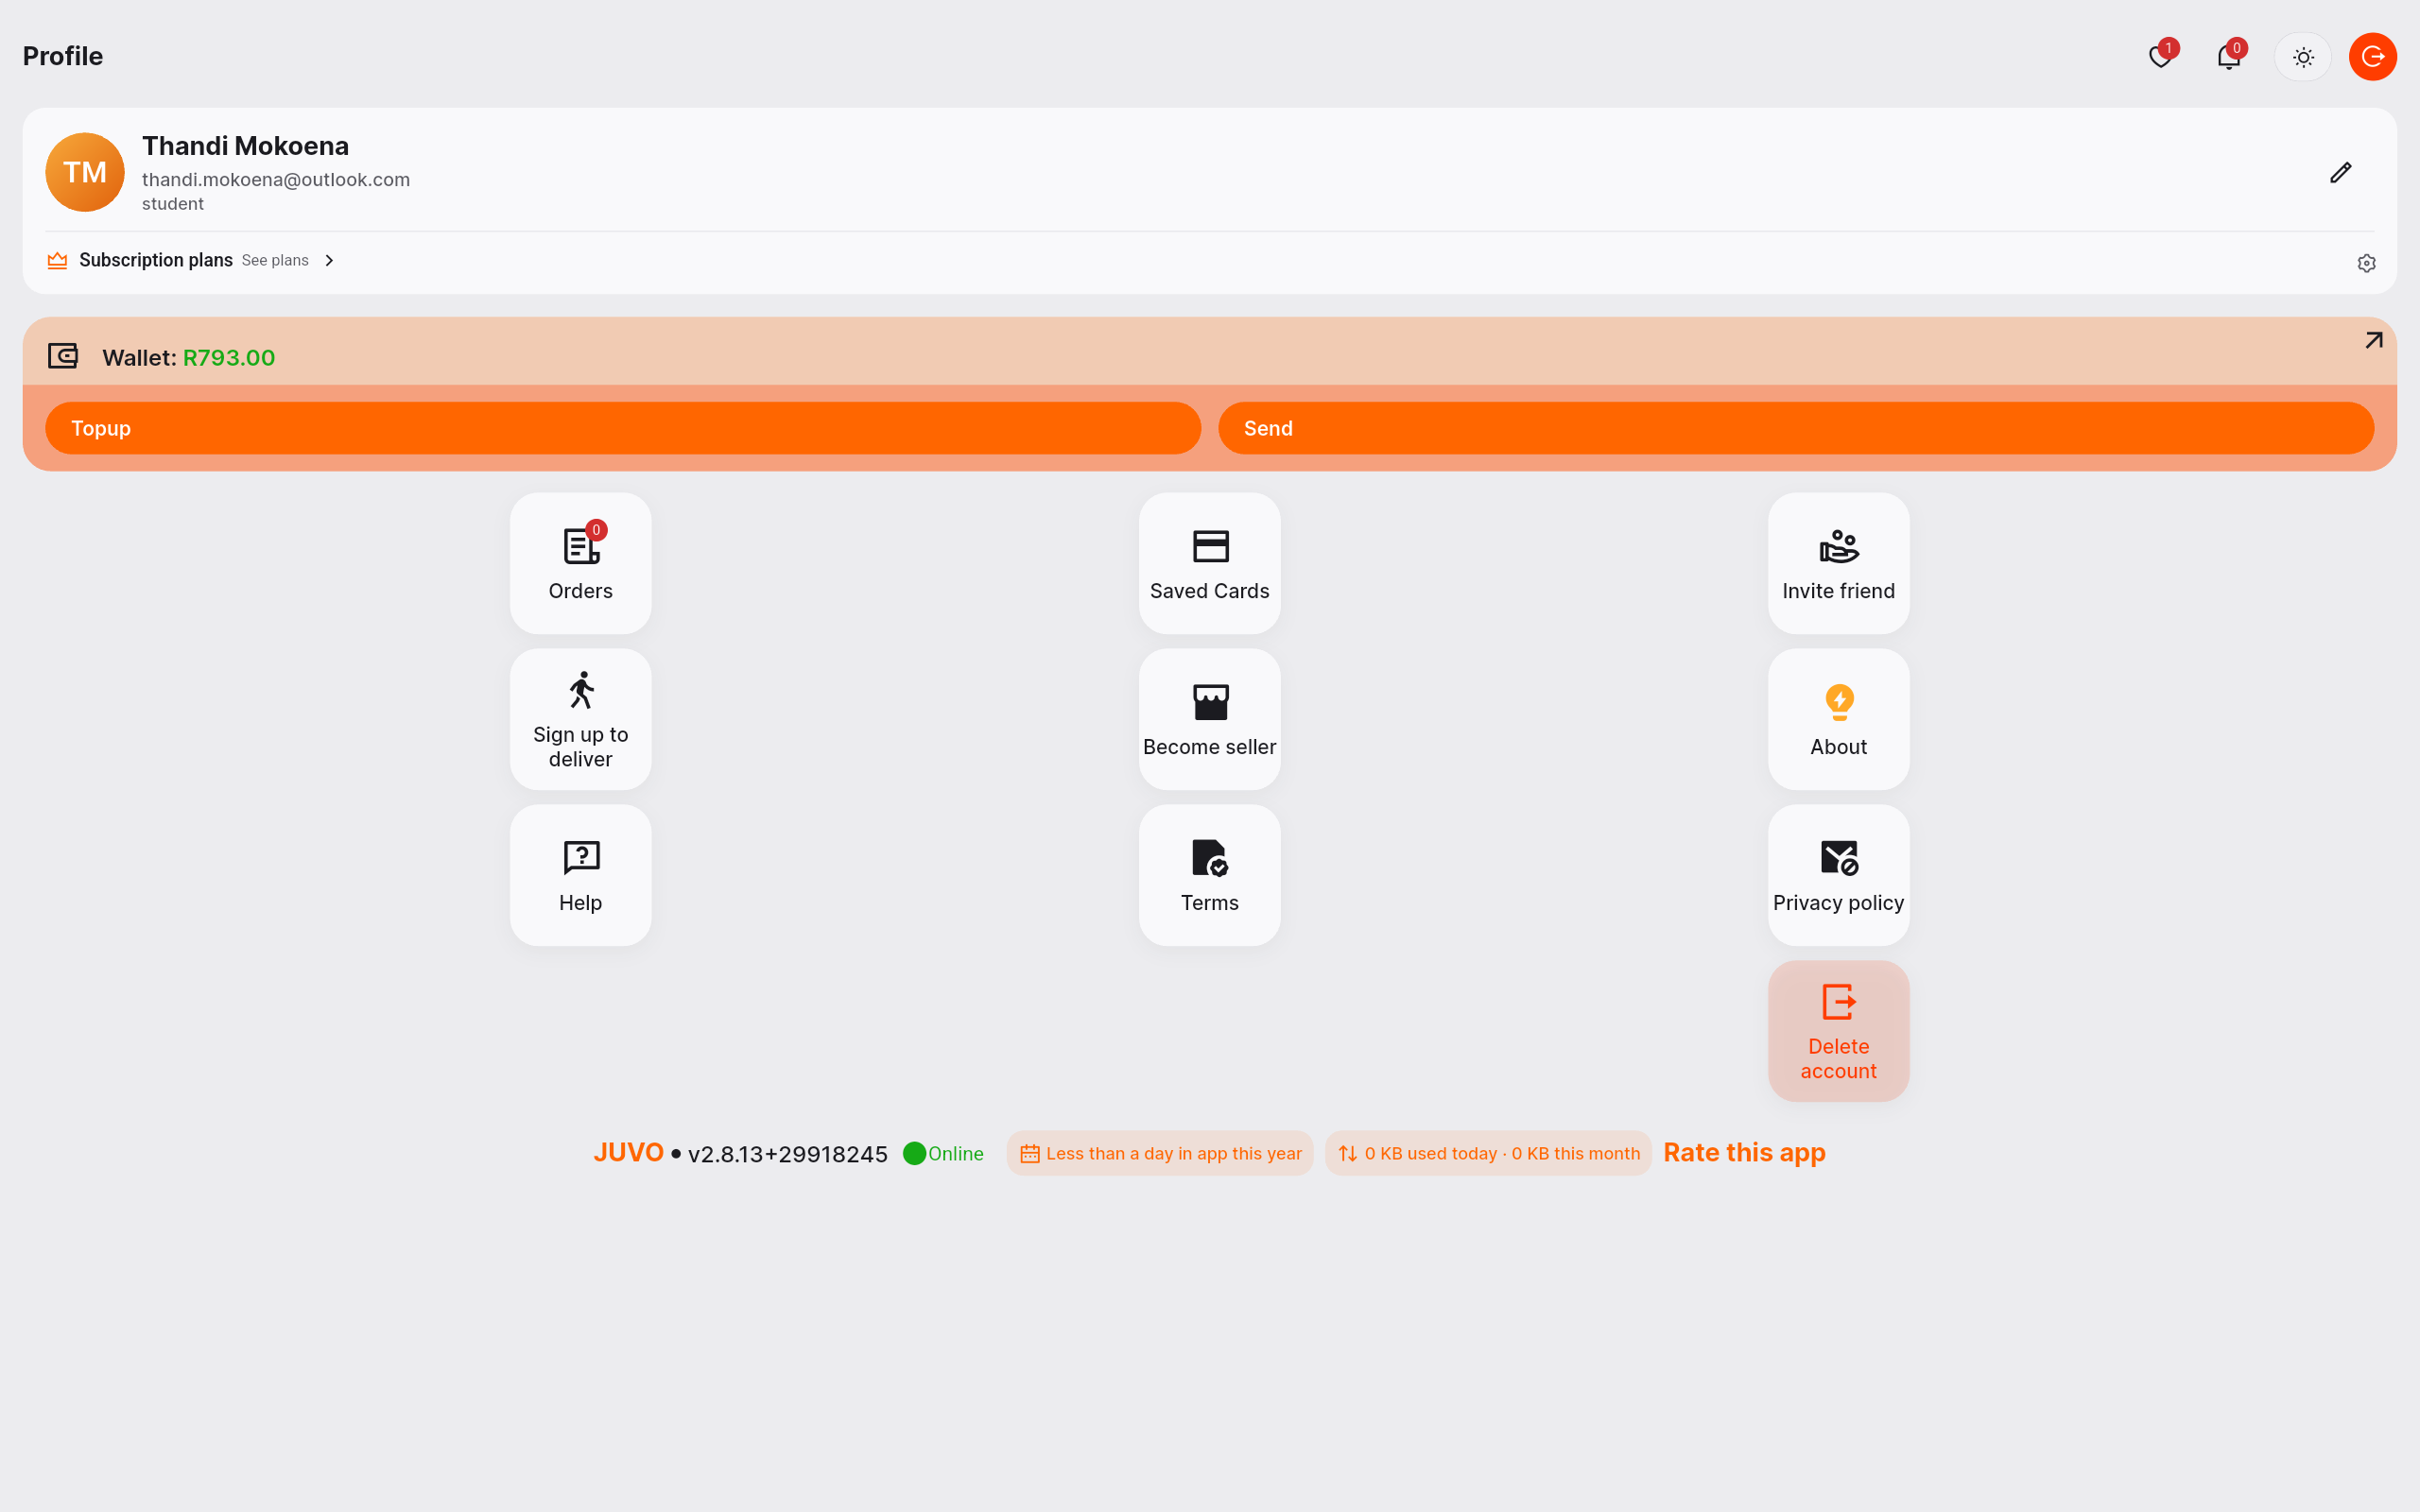 Profile
1
0
TM
Thandi Mokoena
thandi.mokoena@outlook.com
student
Subscription plans See plans
Wallet: R793.00
Topup
Send
0
Orders
Saved Cards
Invite friend
Sign up to
deliver
Become seller
About
Help
Terms
Privacy policy
Delete
account
JUVO • v2.8.13+29918245 Online Less than a day in app this year 0 KB used today · 0 KB this month Rate this app